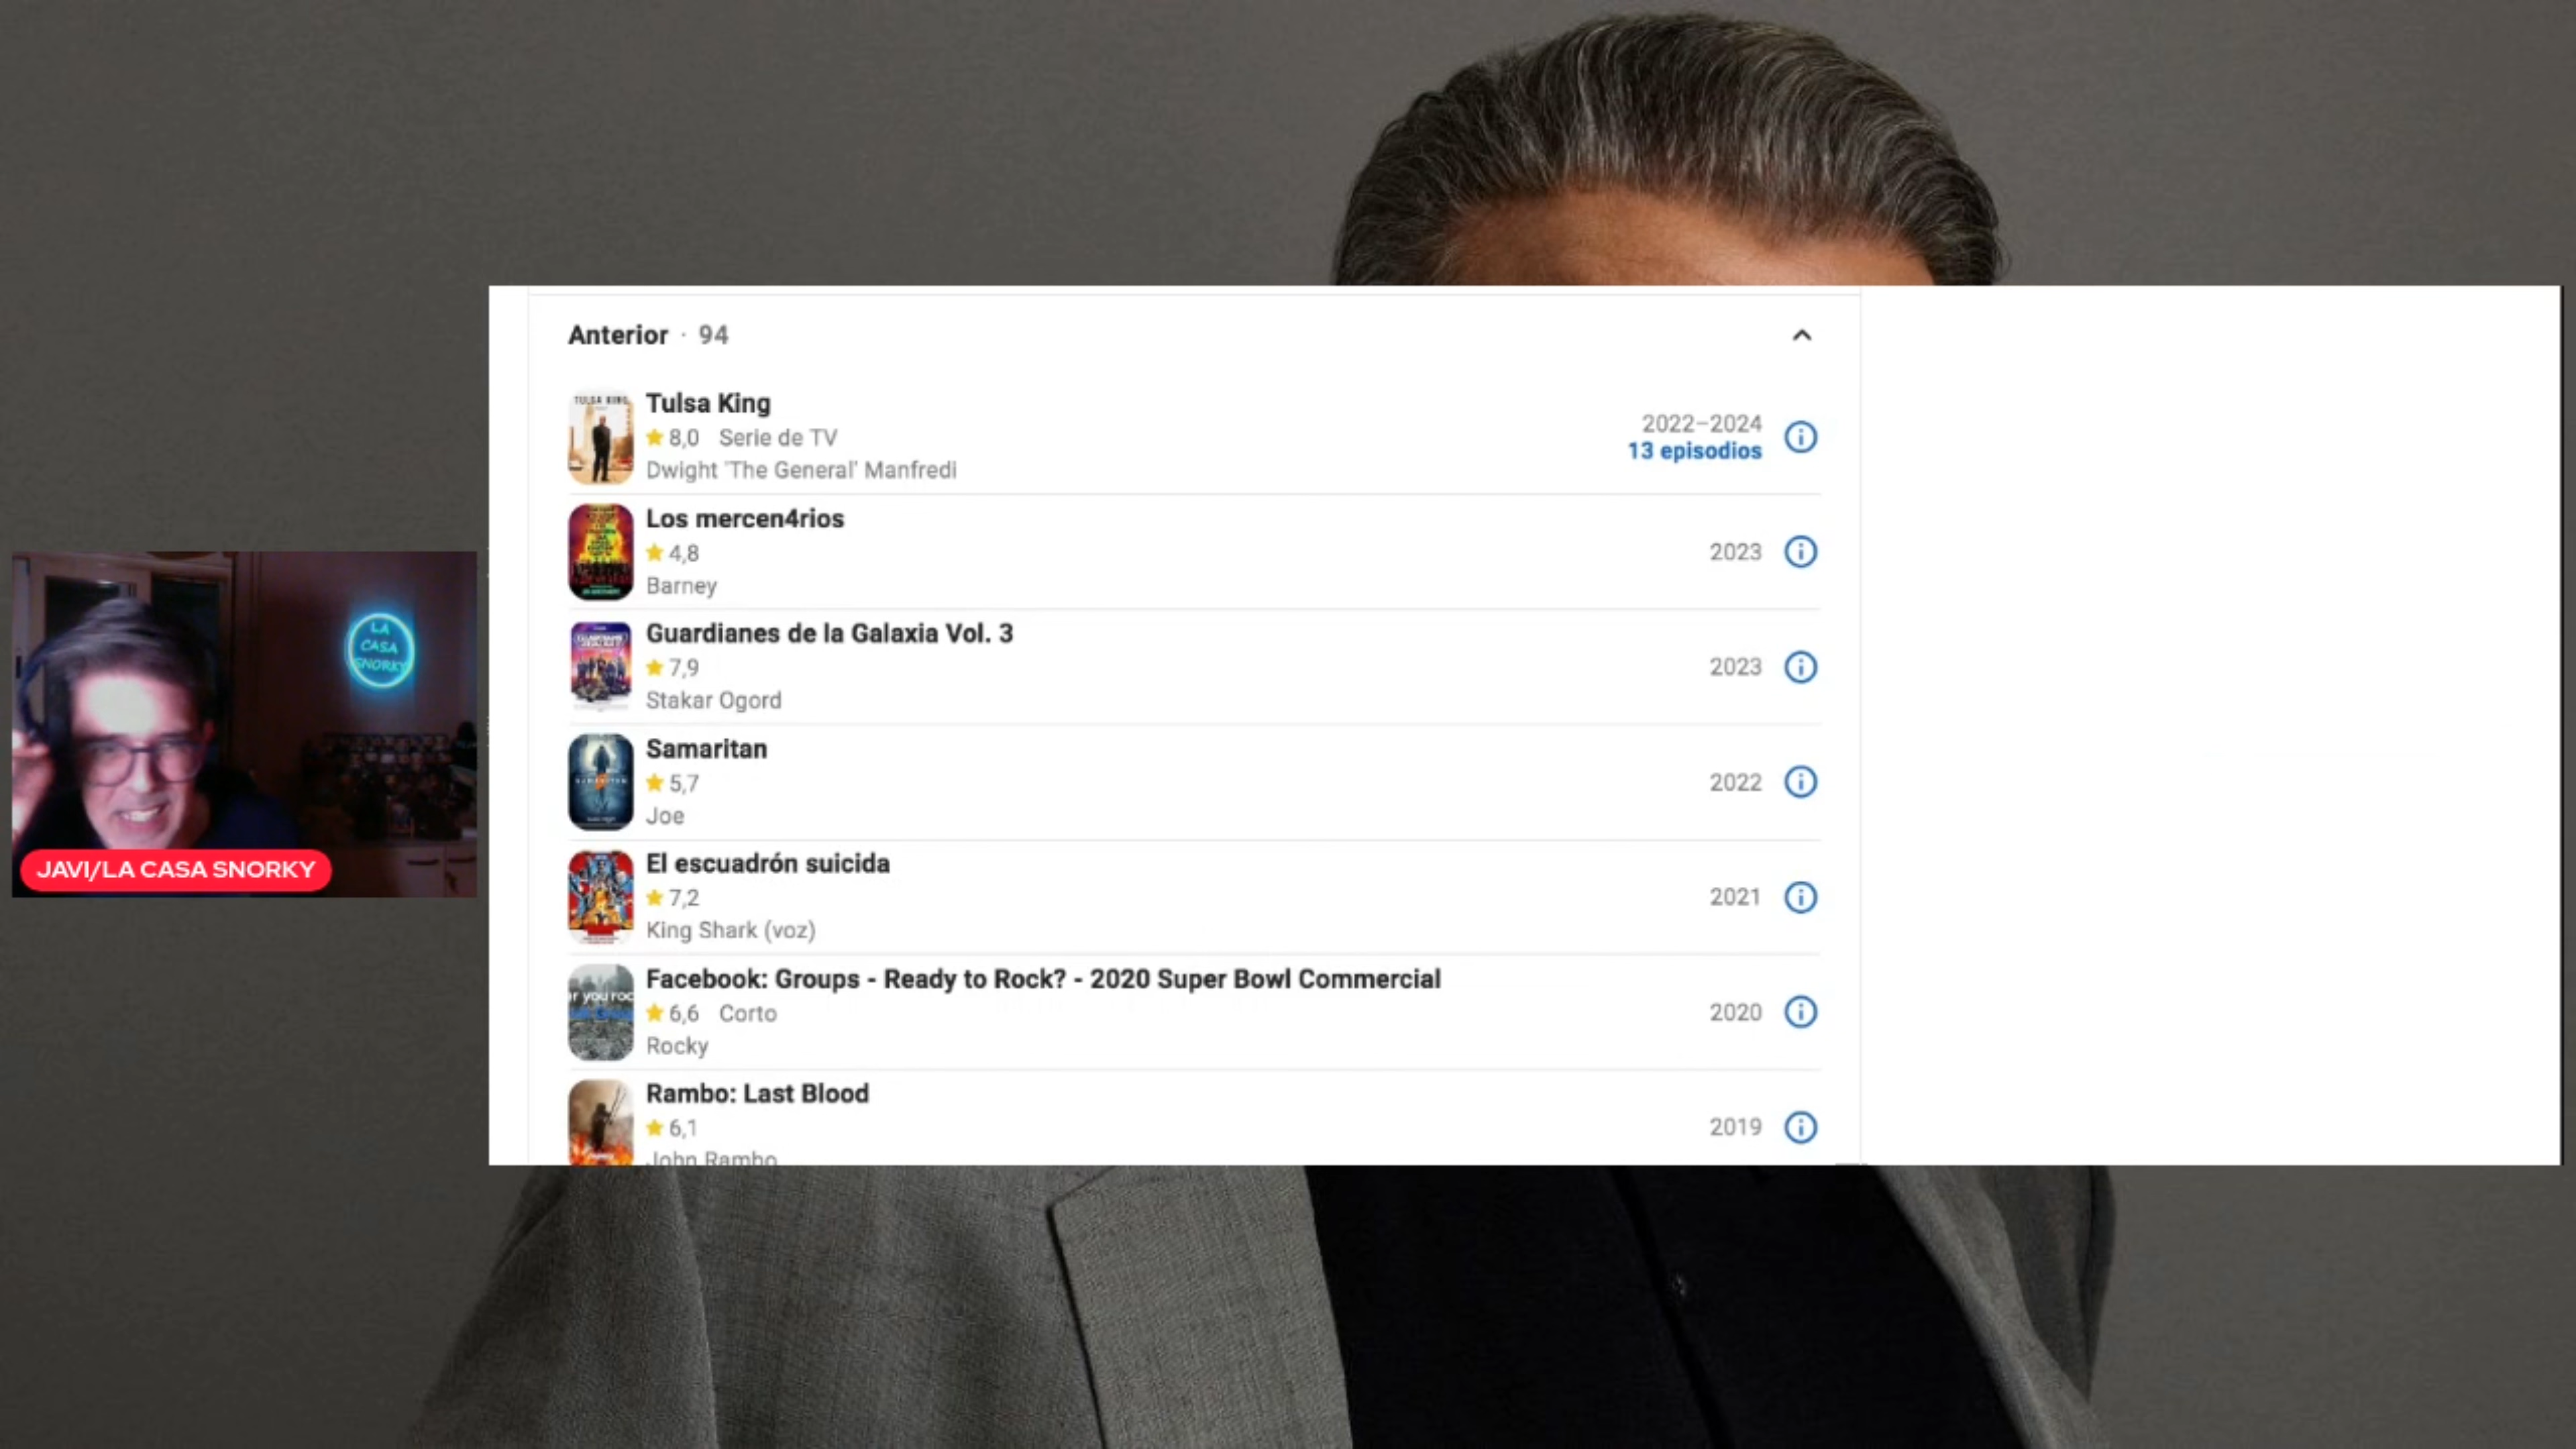 Anterior · 94
TULSA KING
Tulsa King
8,0 Serie de TV
Dwight 'The General' Manfredi
2022–2024
13 episodios
Los mercen4rios
4,8
Barney
2023
Guardianes de la Galaxia Vol. 3
7,9
Stakar Ogord
2023
Samaritan
5,7
Joe
2022
El escuadrón suicida
7,2
King Shark (voz)
2021
Facebook: Groups - Ready to Rock? - 2020 Super Bowl Commercial
6,6 Corto
Rocky
2020
Rambo: Last Blood
6,1
John Rambo
2019
LA
CASA
SNORKY
JAVI/LA CASA SNORKY